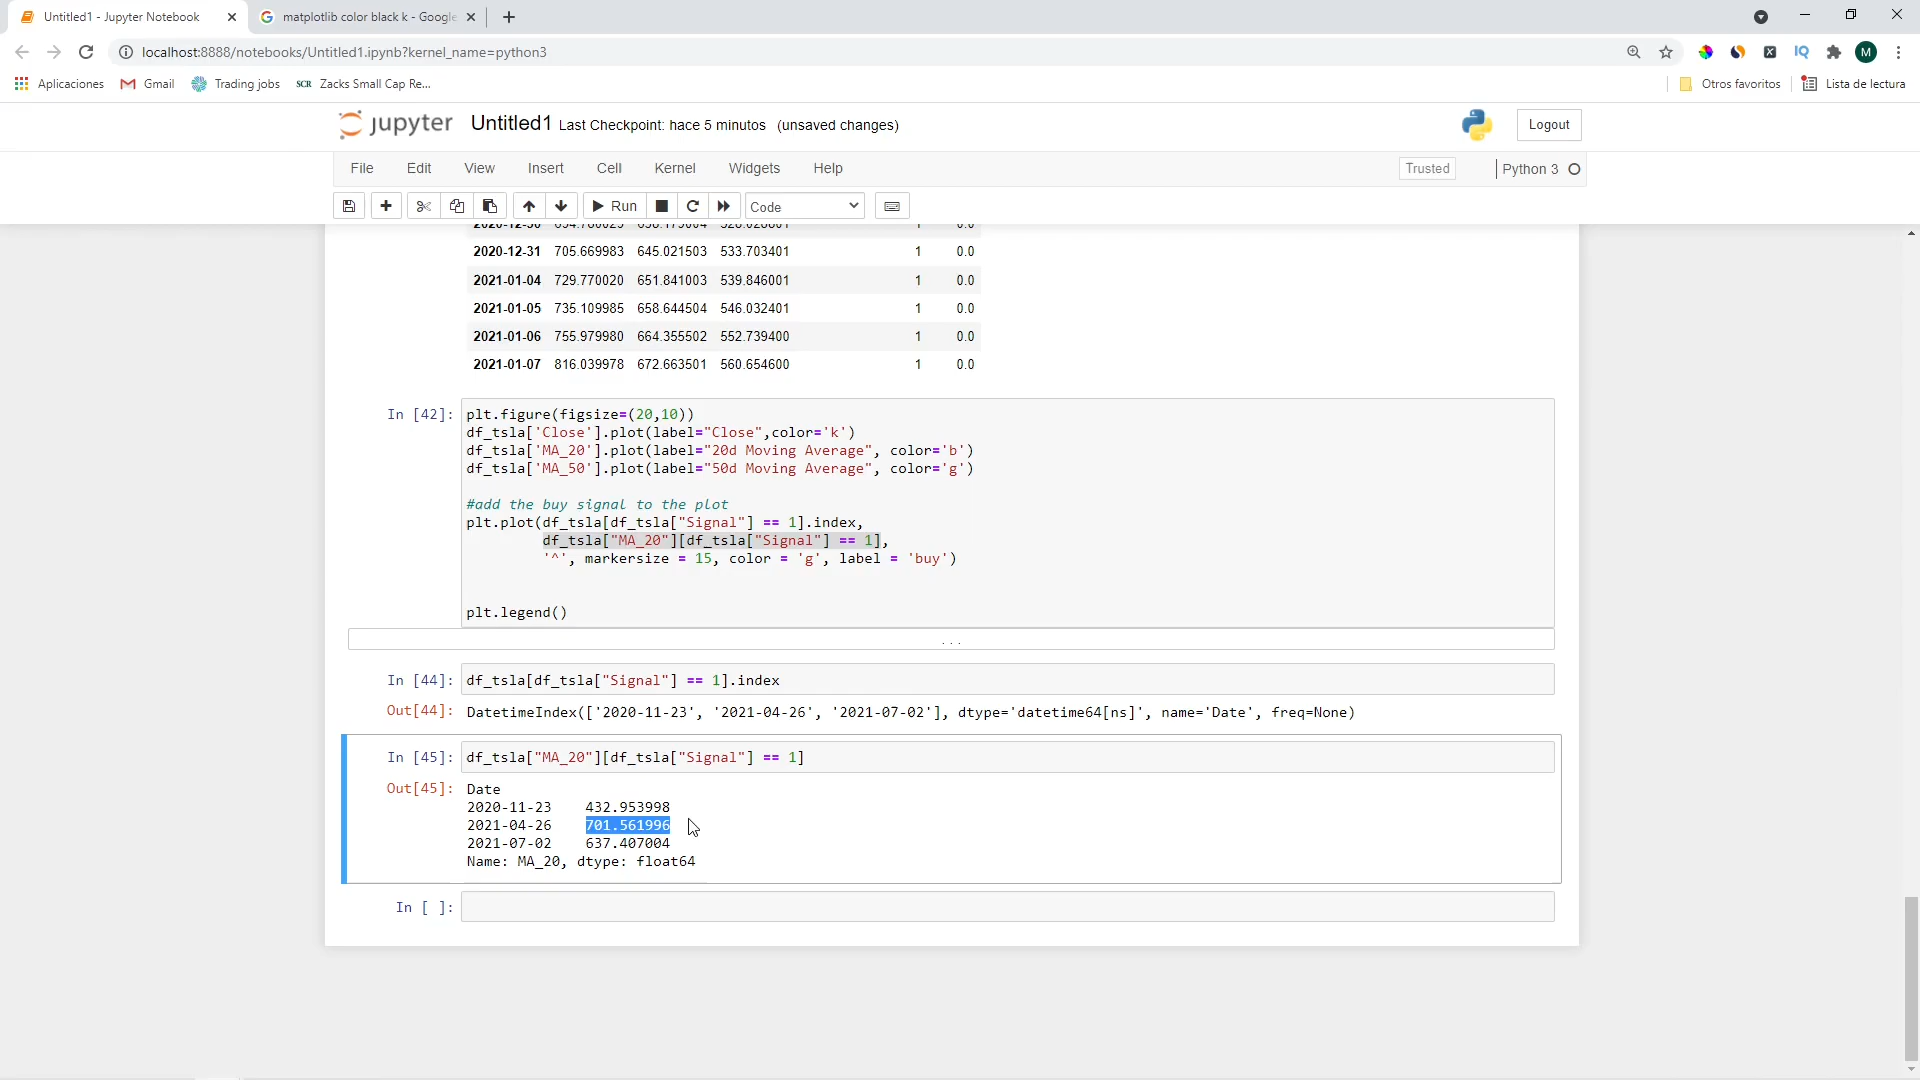 Untitled1 - Jupyter Notebook
matplotlib color black k - Google
localhost:8888/notebooks/Untitled1.ipynb?kernel_name=python3
M
Aplicaciones
Gmail
Trading jobs
SCR Zacks Small Cap Re...
Otros favoritos
Lista de lectura
jupyter Untitled1 Last Checkpoint: hace 5 minutos (unsaved changes)
Logout
File Edit View Insert Cell Kernel Widgets Help
Trusted
Python 3
Run
Code
2020-12-31 705.669983 645.021503 533.703401 1 0.0
2021-01-04 729.770020 651.841003 539.846001 1 0.0
2021-01-05 735.109985 658.644504 546.032401 1 0.0
2021-01-06 755.979980 664.355502 552.739400 1 0.0
2021-01-07 816.039978 672.663501 560.654600 1 0.0
In [42]: plt.figure(figsize=(20,10))
df_tsla['Close'].plot(label="Close",color='k')
df_tsla['MA_20'].plot(label="20d Moving Average", color='b')
df_tsla['MA_50'].plot(label="50d Moving Average", color='g')
#add the buy signal to the plot
plt.plot(df_tsla[df_tsla["Signal"] == 1].index,
df_tsla["MA_20"][df_tsla["Signal"] == 1],
'^', markersize = 15, color = 'g', label = 'buy')
plt.legend()
...
In [44]: df_tsla[df_tsla["Signal"] == 1].index
Out[44]: DatetimeIndex(['2020-11-23', '2021-04-26', '2021-07-02'], dtype='datetime64[ns]', name='Date', freq=None)
In [45]: df_tsla["MA_20"][df_tsla["Signal"] == 1]
Out[45]: Date
2020-11-23 432.953998
2021-04-26 701.561996
2021-07-02 637.407004
Name: MA_20, dtype: float64
In [ ]: